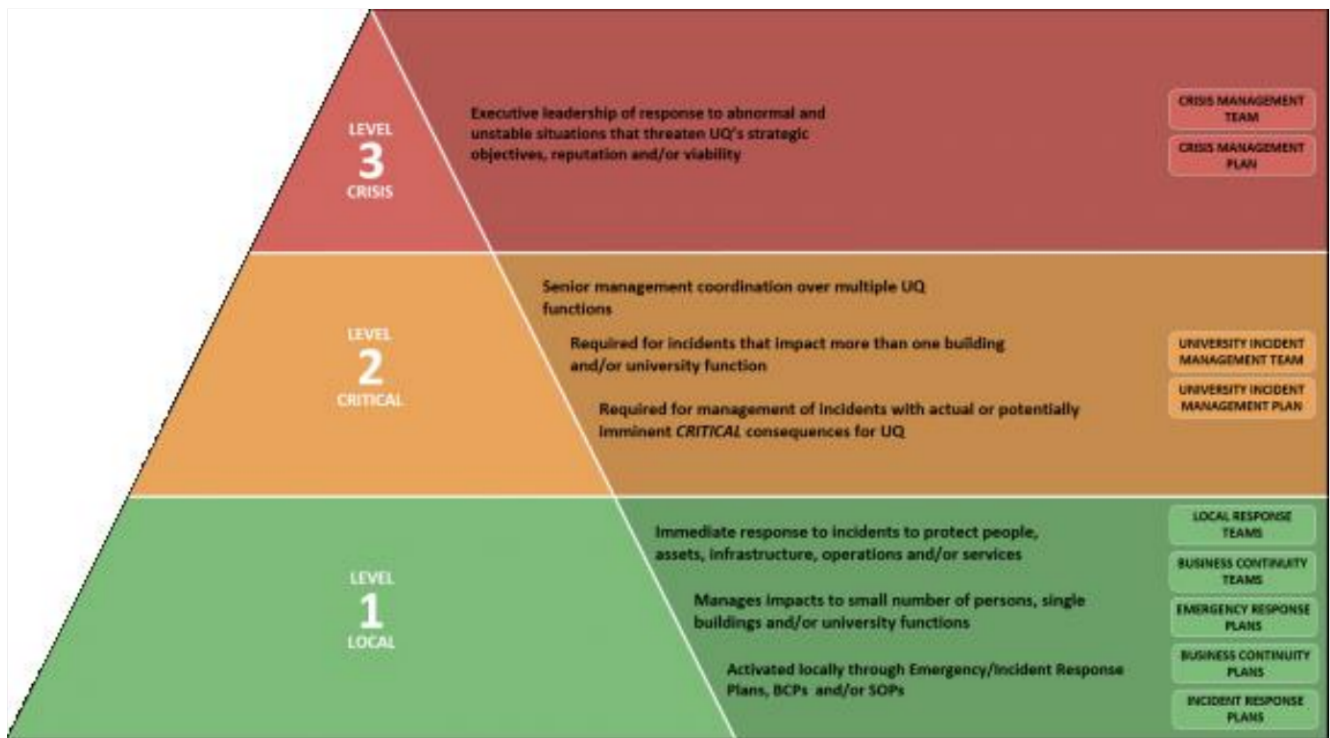 LEVEL
3
CRISIS
Executive leadership of response to abnormal and
unstable situations that threaten UQ's strategic
objectives, reputation and/or viability
CRISIS MANAGEMENT
TEAM
CRISIS MANAGEMENT
PLAN
LEVEL
2
CRITICAL
Senior management coordination over multiple UQ
functions
Required for incidents that impact more than one building
and/or university function
Required for management of incidents with actual or potentially
imminent CRITICAL consequences for UQ
UNIVERSITY INCIDENT
MANAGEMENT TEAM
UNIVERSITY INCIDENT
MANAGEMENT PLAN
LEVEL
1
LOCAL
Immediate response to incidents to protect people,
assets, infrastructure, operations and/or services
Manages impacts to small number of persons, single
buildings and/or university functions
Activated locally through Emergency/Incident Response
Plans, BCPs and/or SOPs
LOCAL RESPONSE
TEAMS
BUSINESS CONTINUITY
TEAMS
EMERGENCY RESPONSE
PLANS
BUSINESS CONTINUITY
PLANS
INCIDENT RESPONSE
PLANS